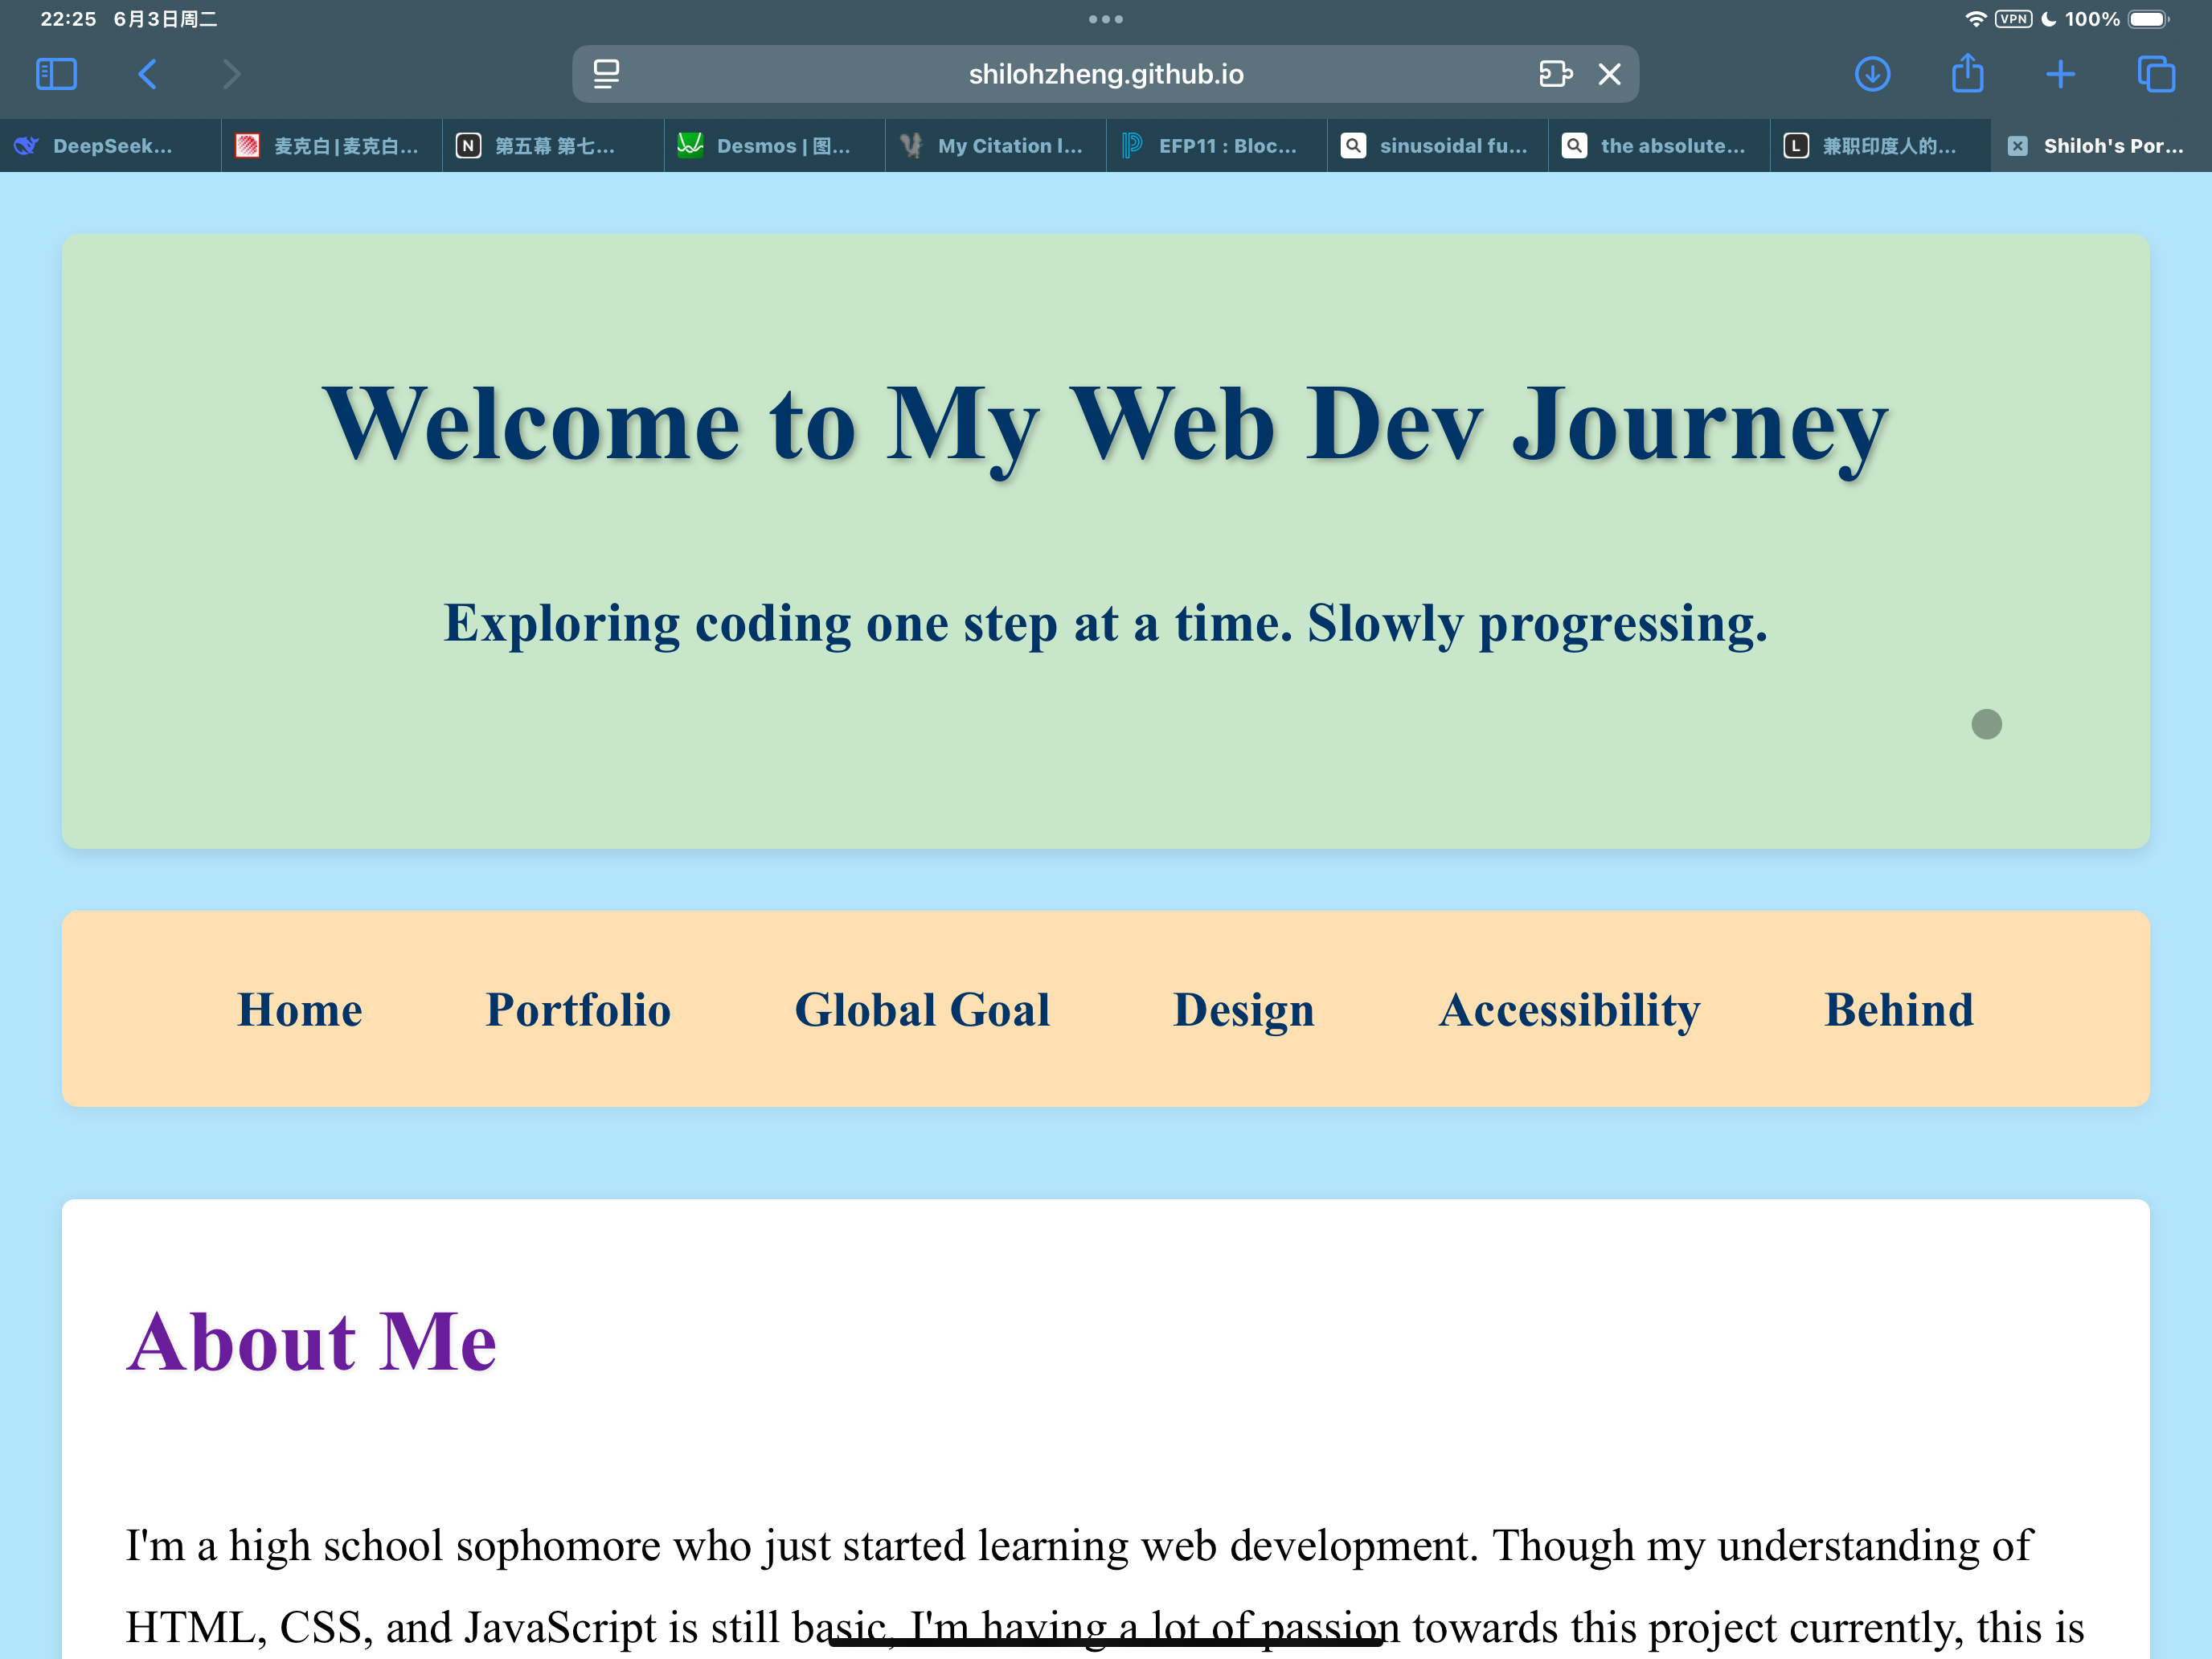 22:25 6月3日周二
VPN 100%
shilohzheng.github.io
DeepSeek...
麦克白|麦克白...
N 第五幕 第七...
Desmos | 图...
My Citation l...
EFP11 : Bloc...
sinusoidal fu...
the absolute...
L 兼职印度人的...
Shiloh's Por...
Welcome to My Web Dev Journey
Exploring coding one step at a time. Slowly progressing.
Home Portfolio Global Goal Design Accessibility Behind
About Me
I'm a high school sophomore who just started learning web development. Though my understanding of
HTML, CSS, and JavaScript is still basic, I'm having a lot of passion towards this project currently, this is